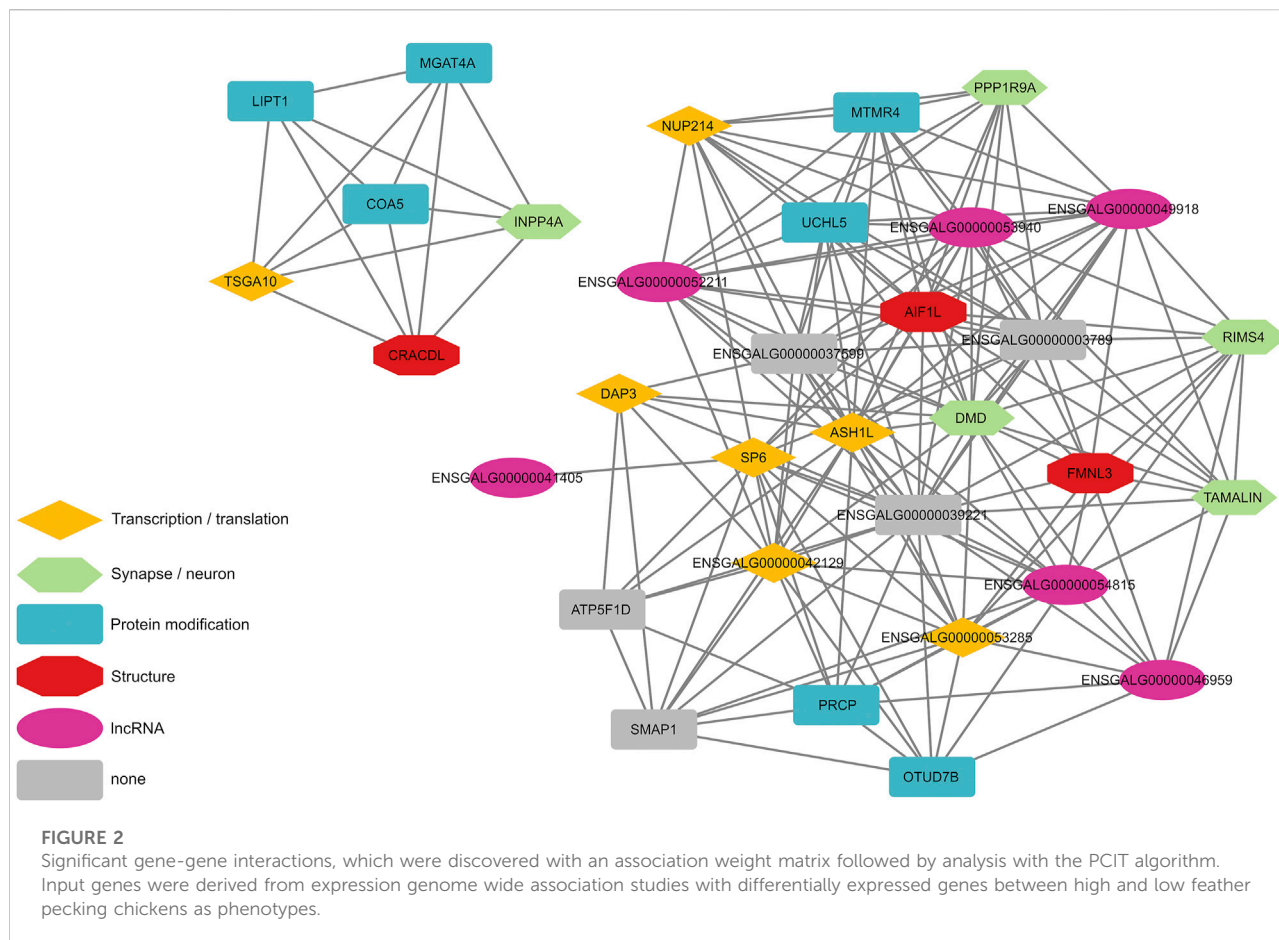 MGAT4A
LIPT1
COA5
INPP4A
TSGA10
CRACDL
PPP1R9A
MTMR4
NUP214
ENSGALG00000049918
UCHL5
ENSGALG00000053940
ENSGALG00000052211
AIF1L
RIMS4
ENSGALG00000003789
ENSGALG00000037599
DAP3
DMD
ASH1L
SP6
FMNL3
ENSGALG00000041405
TAMALIN
ENSGALG00000039221
ENSGALG00000042129
ENSGALG00000054815
ATP5F1D
ENSGALG00000053285
ENSGALG00000046959
PRCP
SMAP1
OTUD7B
Transcription / translation
Synapse / neuron
Protein modification
Structure
lncRNA
none
FIGURE 2
Significant gene-gene interactions, which were discovered with an association weight matrix followed by analysis with the PCIT algorithm.
Input genes were derived from expression genome wide association studies with differentially expressed genes between high and low feather
pecking chickens as phenotypes.